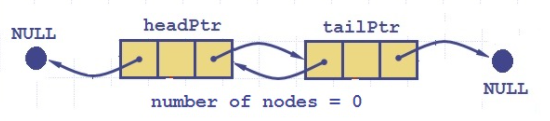 headPtr
tailPtr
NULL
NULL
number of nodes = 0